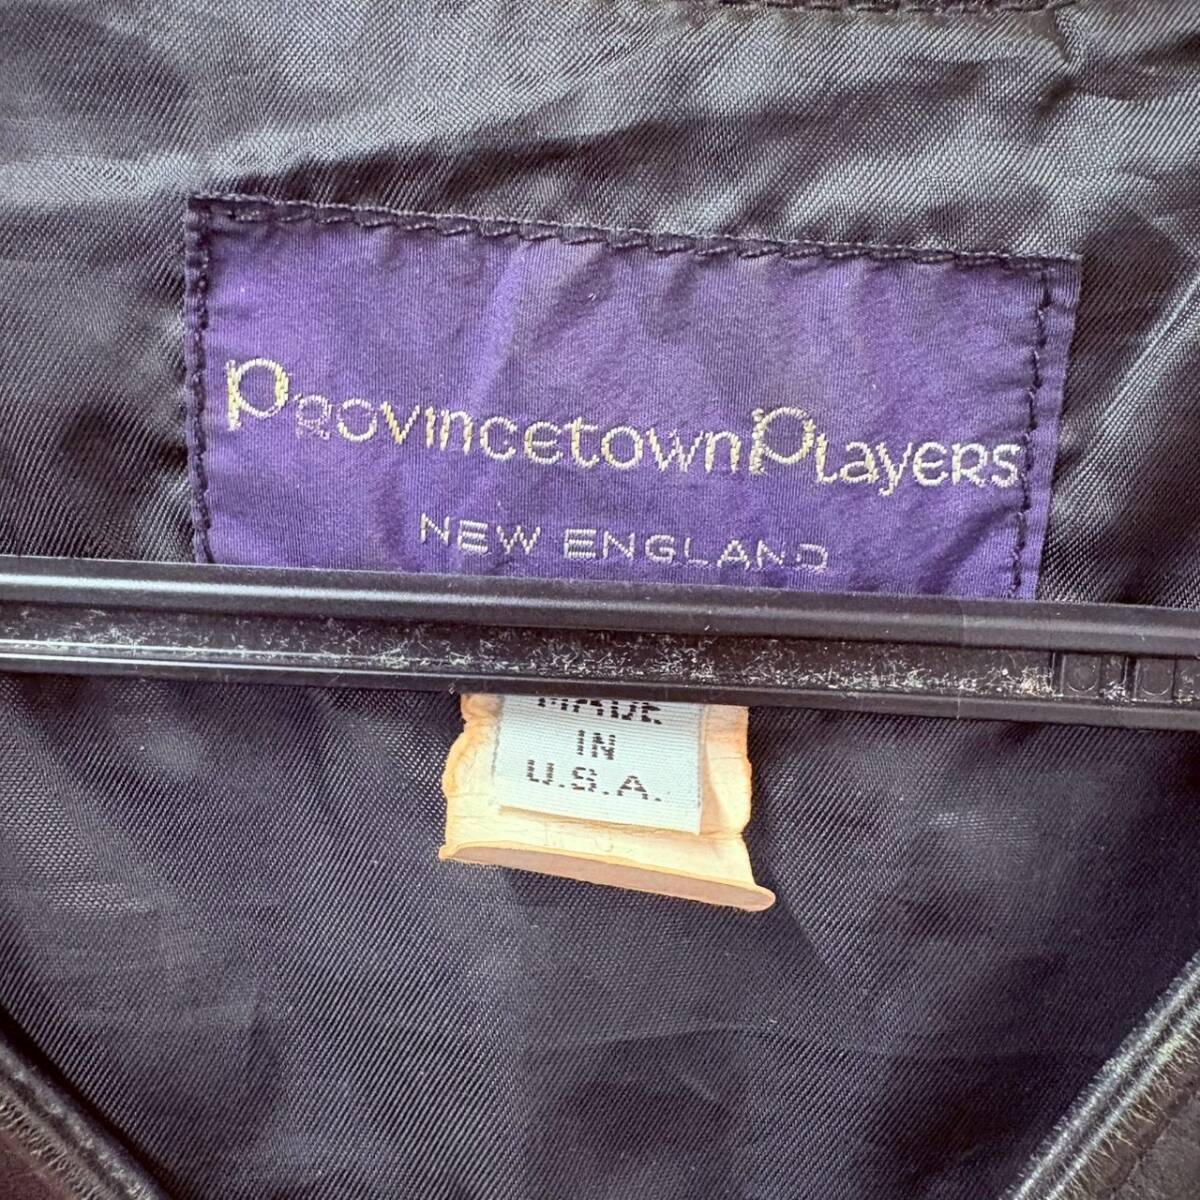 ProvincetownPlayers
NEW ENGLAND
MADE
IN
U.S.A.